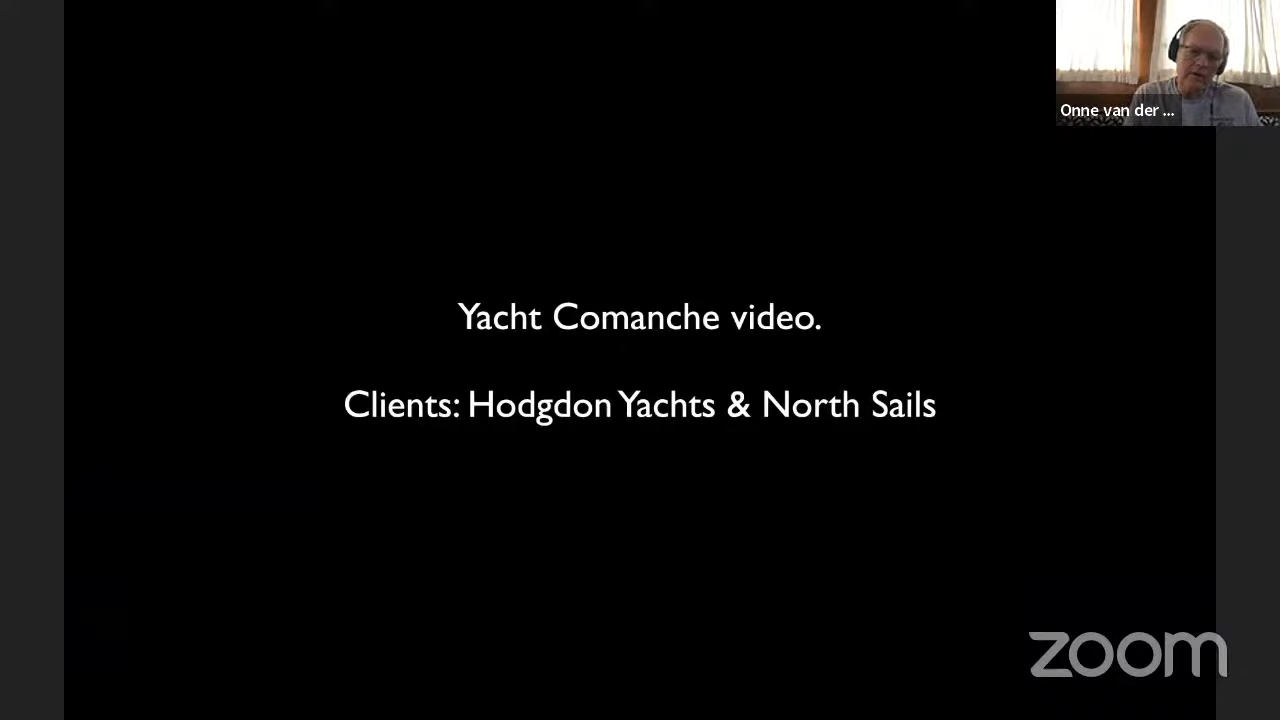 Onne van der ...
Yacht Comanche video.
Clients: Hodgdon Yachts & North Sails
zoom